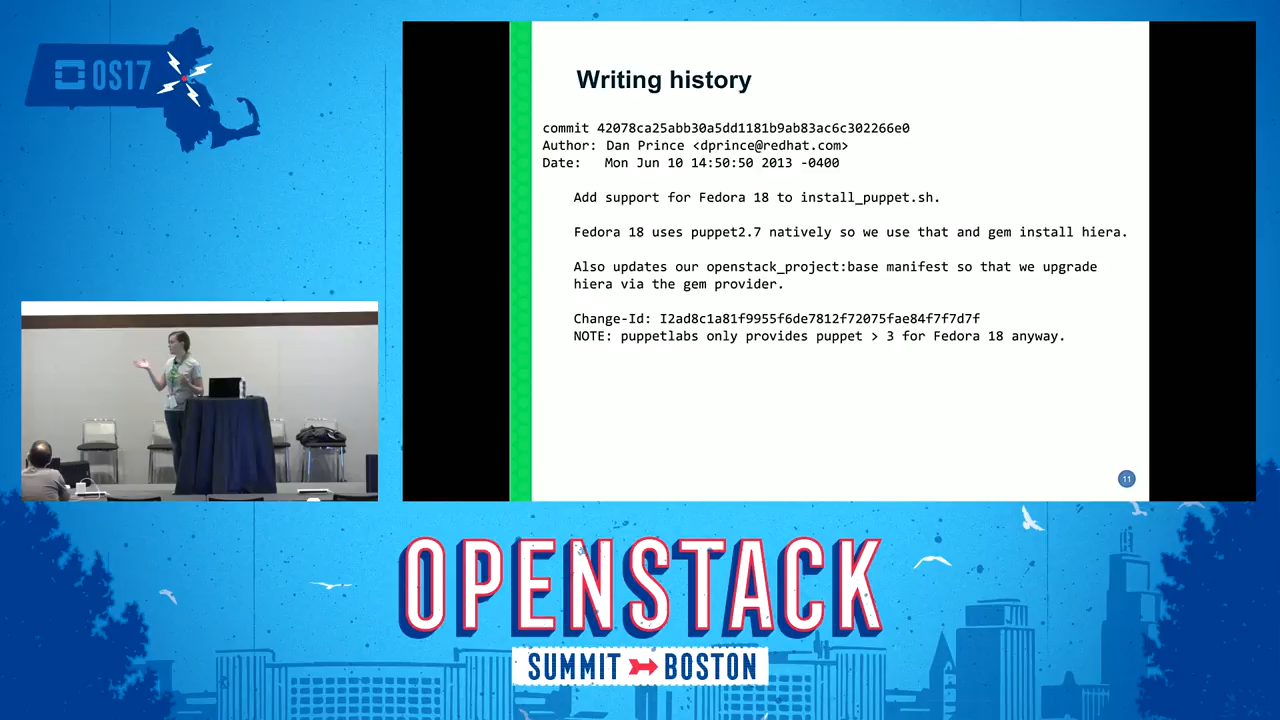 OS17
Writing history
commit 42078ca25abb30a5dd1181b9ab83ac6c302266e0
Author: Dan Prince <dprince@redhat.com>
Date:   Mon Jun 10 14:50:50 2013 -0400
Add support for Fedora 18 to install_puppet.sh.
Fedora 18 uses puppet2.7 natively so we use that and gem install hiera.
Also updates our openstack_project:base manifest so that we upgrade
hiera via the gem provider.
Change-Id: I2ad8c1a81f9955f6de7812f72075fae84f7f7d7f
NOTE: puppetlabs only provides puppet > 3 for Fedora 18 anyway.
11
OPENSTACK
SUMMIT BOSTON